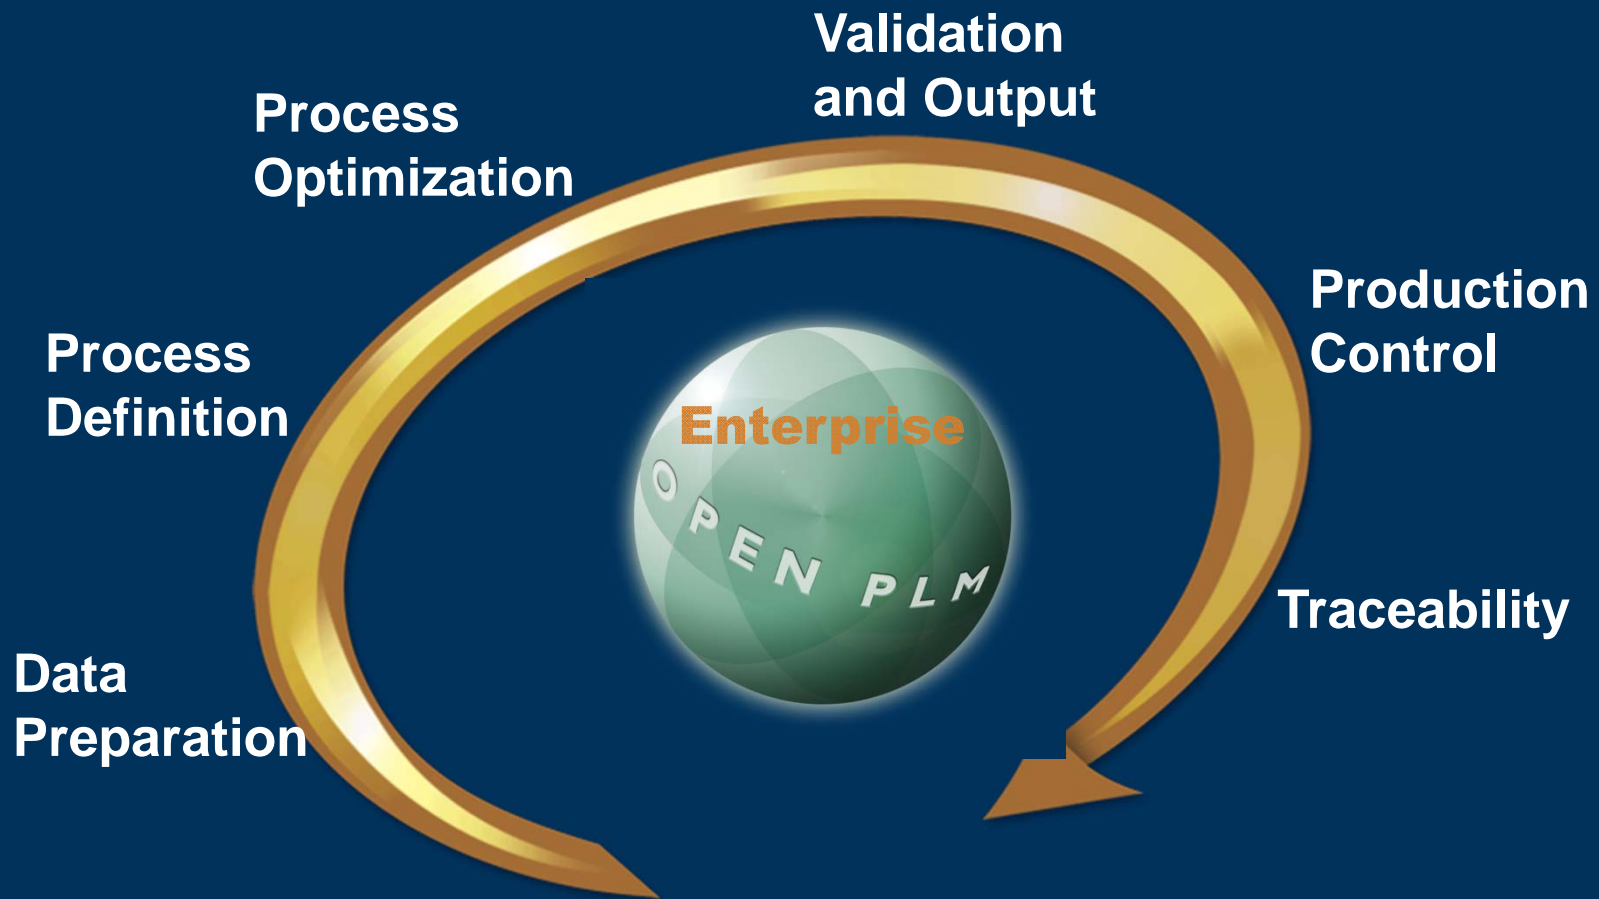 Validation
and Output
Process
Optimization
Production
Control
Process
Definition
Enterprise
OPEN PLM
Traceability
Data
Preparation